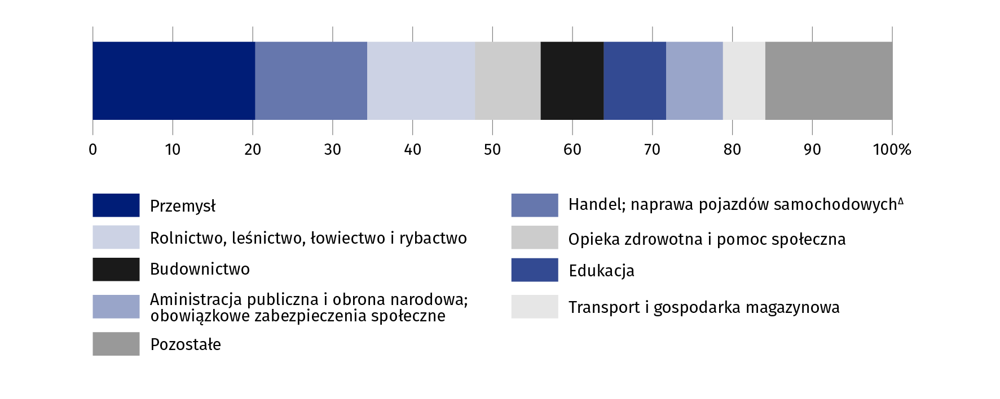 0 10 20 30 40 50 60 70 80 90 100%
Przemysł
Handel; naprawa pojazdów samochodowychᐃ
Rolnictwo, leśnictwo, łowiectwo i rybactwo
Opieka zdrowotna i pomoc społeczna
Budownictwo
Edukacja
Aministracja publiczna i obrona narodowa;
obowiązkowe zabezpieczenia społeczne
Transport i gospodarka magazynowa
Pozostałe